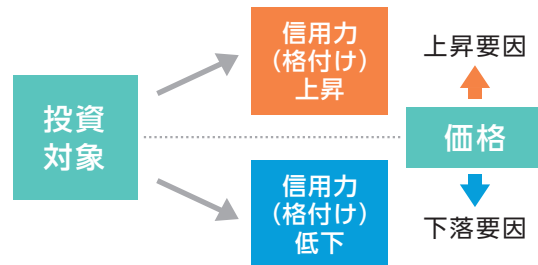 投資
対象
信用力
(格付け)
上昇
信用力
(格付け)
低下
上昇要因
価格
下落要因